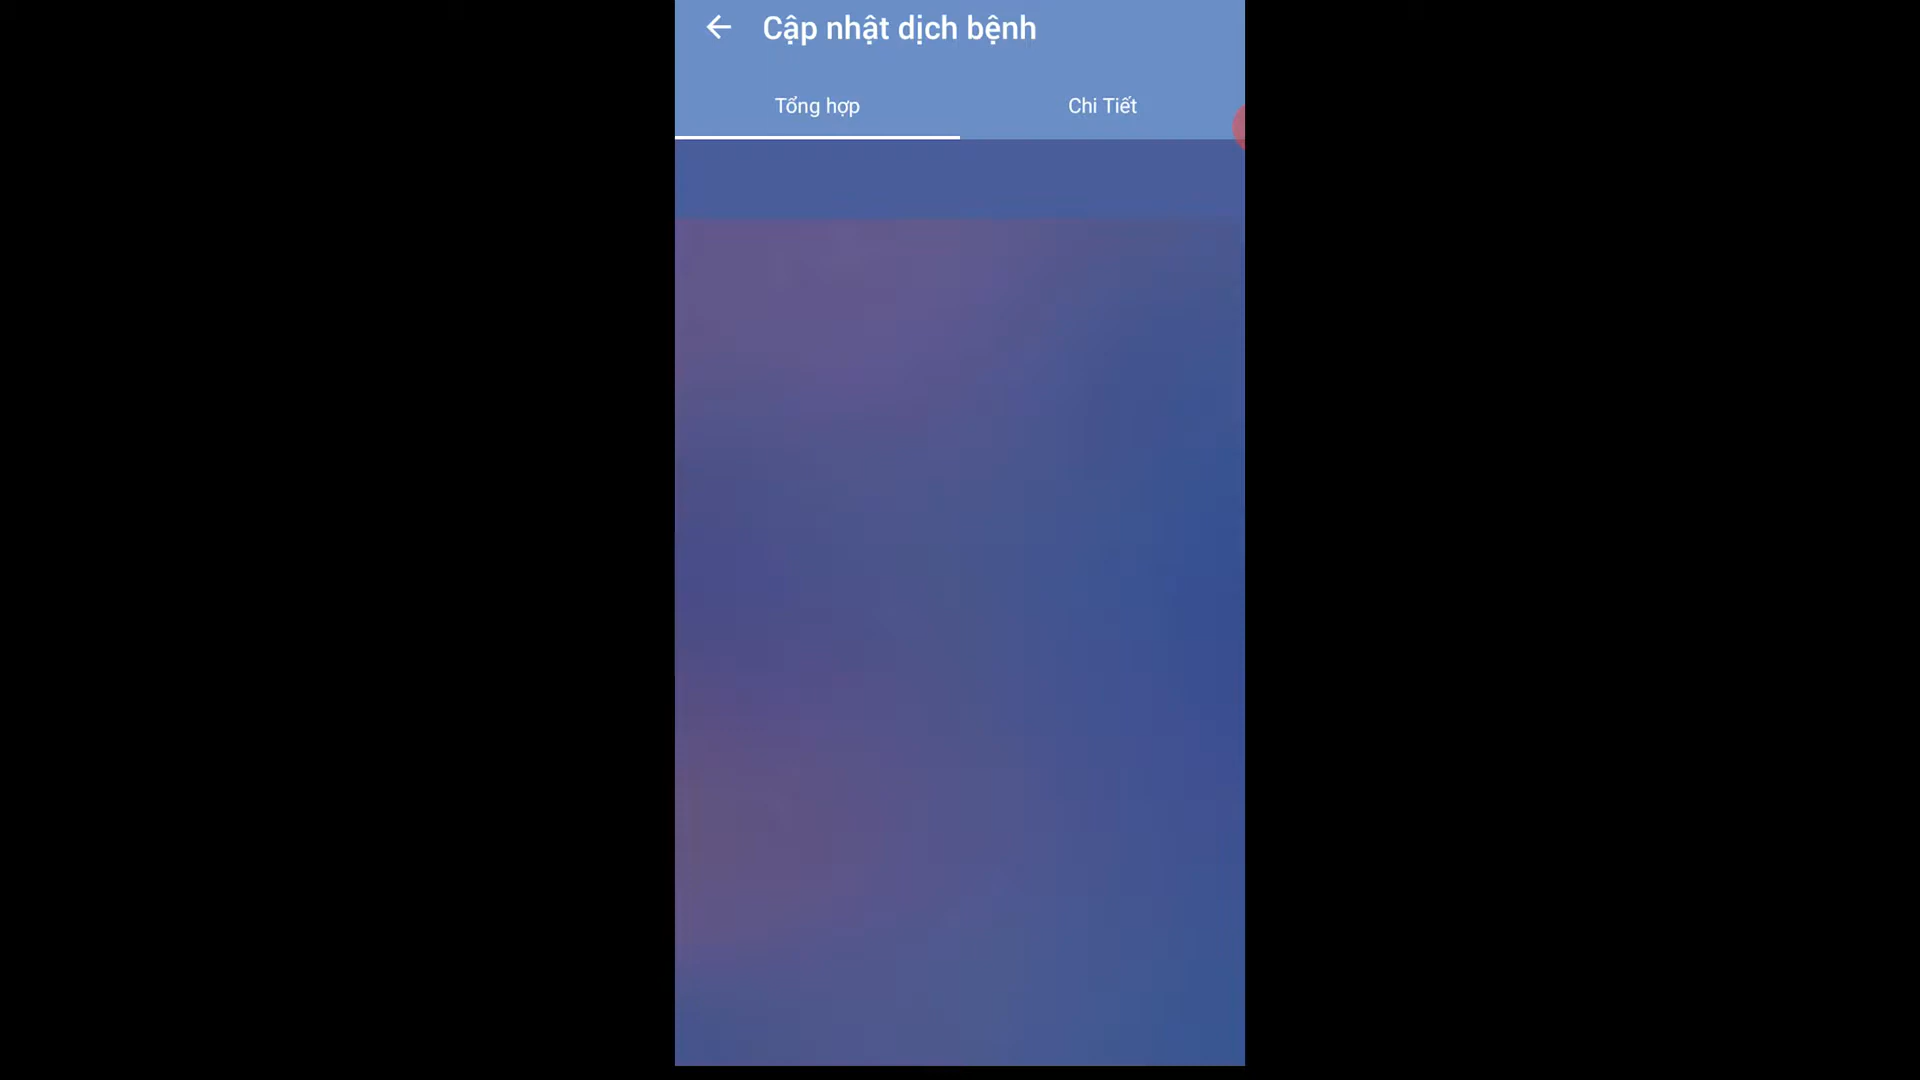 Cập nhật dịch bệnh
Tổng hợp
Chi Tiết